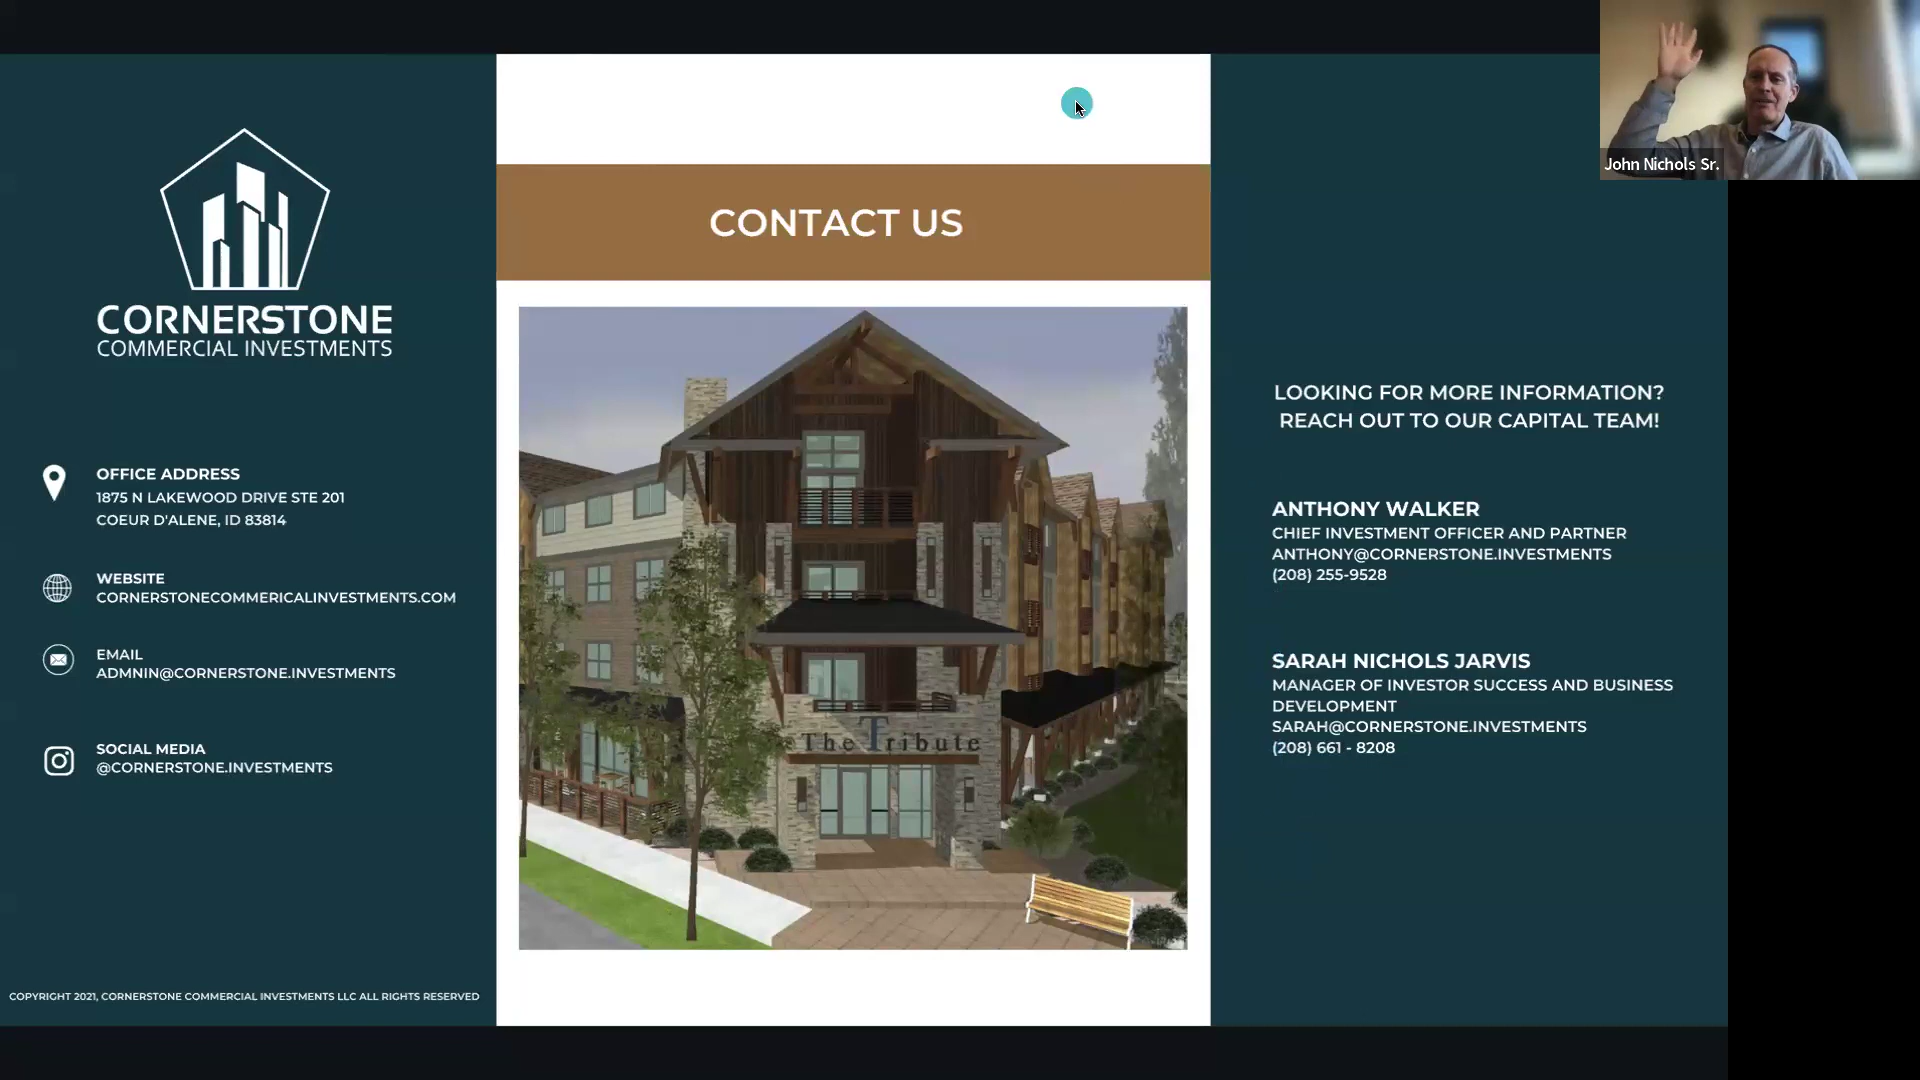 John Nichols Sr.
CORNERSTONE
COMMERCIAL INVESTMENTS
OFFICE ADDRESS
1875 N LAKEWOOD DRIVE STE 201
COEUR D'ALENE, ID 83814
WEBSITE
CORNERSTONECOMMERICALINVESTMENTS.COM
EMAIL
ADMNIN@CORNERSTONE.INVESTMENTS
SOCIAL MEDIA
@CORNERSTONE.INVESTMENTS
COPYRIGHT 2021, CORNERSTONE COMMERCIAL INVESTMENTS LLC ALL RIGHTS RESERVED
CONTACT US
The Tribute
LOOKING FOR MORE INFORMATION?
REACH OUT TO OUR CAPITAL TEAM!
ANTHONY WALKER
CHIEF INVESTMENT OFFICER AND PARTNER
ANTHONY@CORNERSTONE.INVESTMENTS
(208) 255-9528
SARAH NICHOLS JARVIS
MANAGER OF INVESTOR SUCCESS AND BUSINESS
DEVELOPMENT
SARAH@CORNERSTONE.INVESTMENTS
(208) 661 - 8208